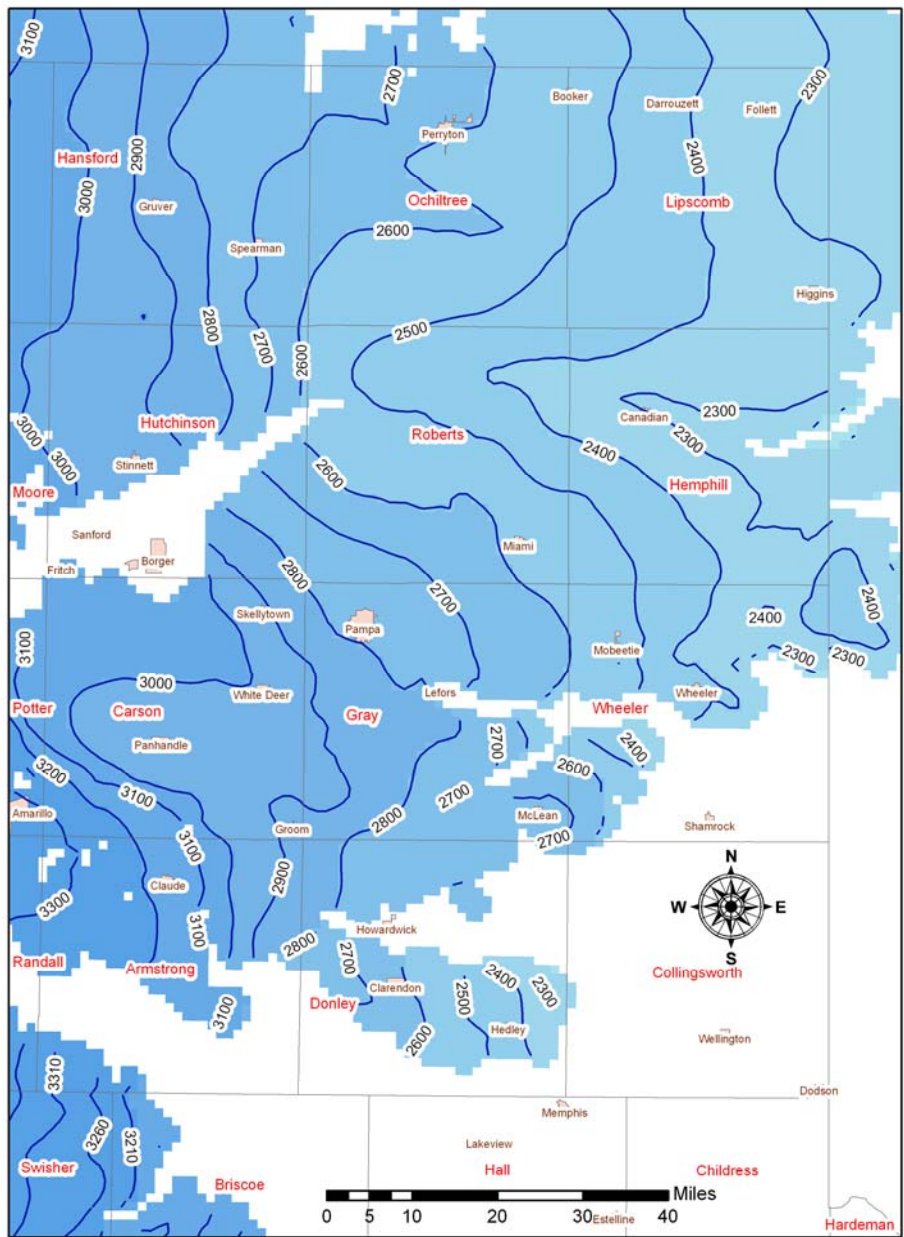 3100
2700
Booker
Darrouzett
Follett
2300
Perryton
2900
2400
Hansford
3000
Gruver
Ochiltree
Lipscomb
2600
Spearman
Higgins
2800
2700
2600
2500
Hutchinson
Canadian
2300
3000
3000
Stinnett
Roberts
2400
2300
2600
Hemphill
Moore
Sanford
Borger
Fritch
Miami
2800
2700
2400
Skellytown
Pampa
2400
3100
Mobeetie
2300
2300
3000
White Deer
Lefors
Wheeler
Potter
Carson
Gray
Wheeler
Panhandle
2700
2400
3200
2600
3100
2700
Amarillo
Groom
2800
McLean
Shamrock
3100
2700
2900
Claude
3300
N
W
E
S
Howardwick
3100
2800
2700
Randall
Armstrong
Collingsworth
Clarendon
2400
2300
2500
Donley
3100
2600
Hedley
Wellington
3310
Dodson
Memphis
3260
3210
Lakeview
Swisher
Hall
Childress
Briscoe
Miles
0 5 10 20 30 40
Estelline
Hardeman